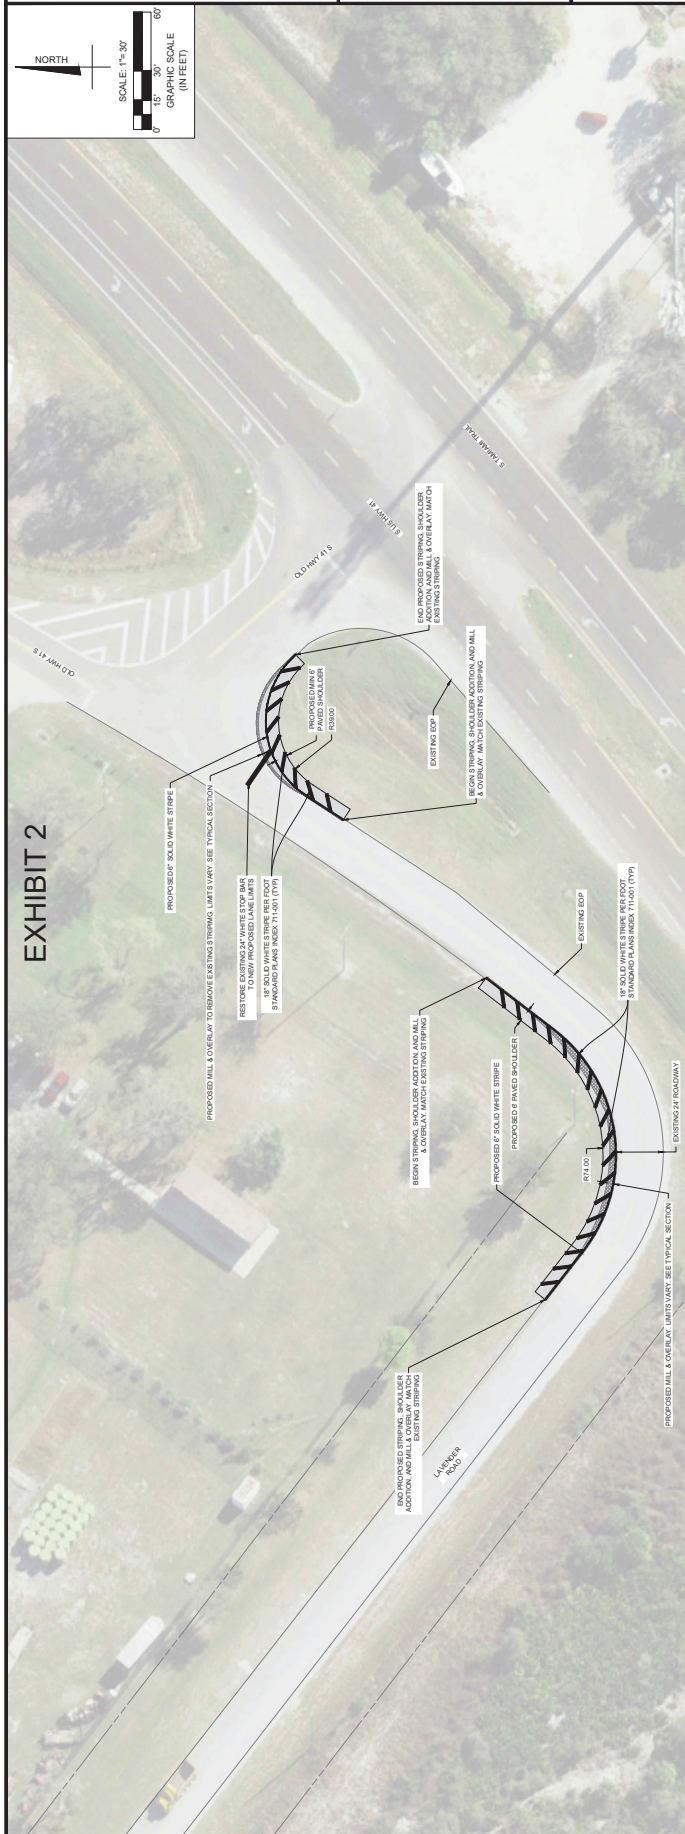 NORTH
SCALE: 1"= 30'
0' 15' 30' 60'
GRAPHIC SCALE
(IN FEET)
EXHIBIT 2
OLD HWY 41 S
OLD HWY 41 S
S US HWY 41
S TAMIAMI TRAIL
PROPOSED 6" SOLID WHITE STRIPE
PROPOSED MILL & OVERLAY TO REMOVE EXISTING STRIPING. LIMITS VARY. SEE TYPICAL SECTION
RESTORE EXISTING 24" WHITE STOP BAR
TO NEW PROPOSED LANE LIMITS
18" SOLID WHITE STRIPE PER FDOT
STANDARD PLANS INDEX 711-001 (TYP)
PROPOSED MIN 6'
PAVED SHOULDER
R39.00
END PROPOSED STRIPING, SHOULDER
ADDITION, AND MILL & OVERLAY. MATCH
EXISTING STRIPING
EXISTING EOP
BEGIN STRIPING, SHOULDER ADDITION, AND MILL
& OVERLAY. MATCH EXISTING STRIPING
BEGIN STRIPING, SHOULDER ADDITION, AND MILL
& OVERLAY. MATCH EXISTING STRIPING
PROPOSED 6" SOLID WHITE STRIPE
PROPOSED 6' PAVED SHOULDER
EXISTING EOP
18" SOLID WHITE STRIPE PER FDOT
STANDARD PLANS INDEX 711-001 (TYP)
R74.00
EXISTING 24' ROADWAY
PROPOSED MILL & OVERLAY. LIMITS VARY. SEE TYPICAL SECTION
END PROPOSED STRIPING, SHOULDER
ADDITION, AND MILL & OVERLAY. MATCH
EXISTING STRIPING
LAVENDER
ROAD